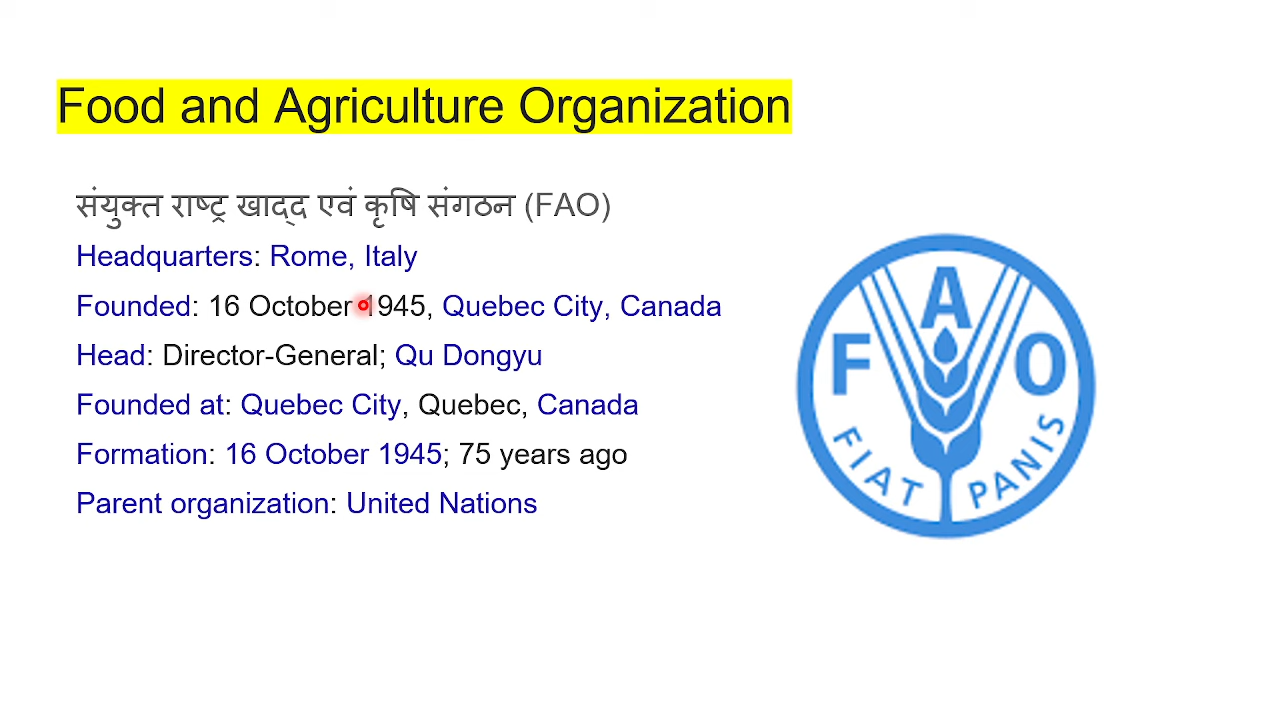 Food and Agriculture Organization
संयुक्त राष्ट्र खाद्द एवं कृषि संगठन (FAO)
Headquarters: Rome, Italy
Founded: 16 October 1945, Quebec City, Canada
Head: Director-General; Qu Dongyu
Founded at: Quebec City, Quebec, Canada
Formation: 16 October 1945; 75 years ago
Parent organization: United Nations
F A O
FIAT PANIS